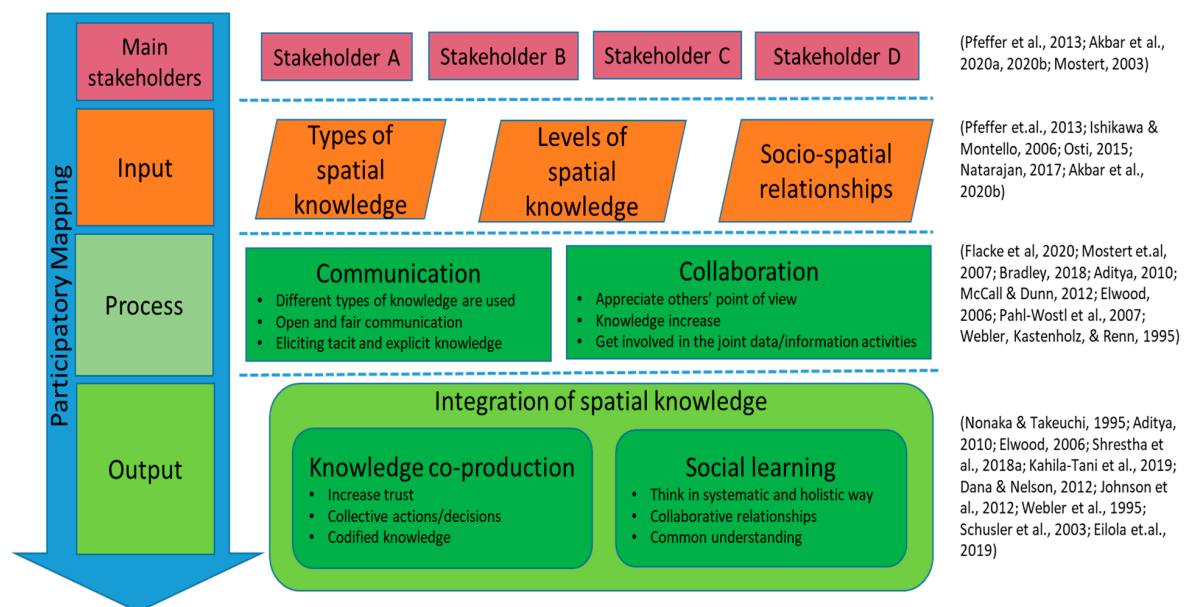 Participatory Mapping
Main
stakeholders
Stakeholder A
Stakeholder B
Stakeholder C
Stakeholder D
(Pfeffer et al., 2013; Akbar et al.,
2020a, 2020b; Mostert, 2003)
Input
Types of
spatial
knowledge
Levels of
spatial
knowledge
Socio-spatial
relationships
(Pfeffer et.al., 2013; Ishikawa &
Montello, 2006; Osti, 2015;
Natarajan, 2017; Akbar et al.,
2020b)
Process
Communication
• Different types of knowledge are used
• Open and fair communication
• Eliciting tacit and explicit knowledge
Collaboration
• Appreciate others’ point of view
• Knowledge increase
• Get involved in the joint data/information activities
(Flacke et al, 2020; Mostert et.al,
2007; Bradley, 2018; Aditya, 2010;
McCall & Dunn, 2012; Elwood,
2006; Pahl-Wostl et al., 2007;
Webler, Kastenholz, & Renn, 1995)
Output
Integration of spatial knowledge
Knowledge co-production
• Increase trust
• Collective actions/decisions
• Codified knowledge
Social learning
• Think in systematic and holistic way
• Collaborative relationships
• Common understanding
(Nonaka & Takeuchi, 1995; Aditya,
2010; Elwood, 2006; Shrestha et
al., 2018a; Kahila-Tani et al., 2019;
Dana & Nelson, 2012; Johnson et
al., 2012; Webler et al., 1995;
Schusler et al., 2003; Eilola et.al.,
2019)